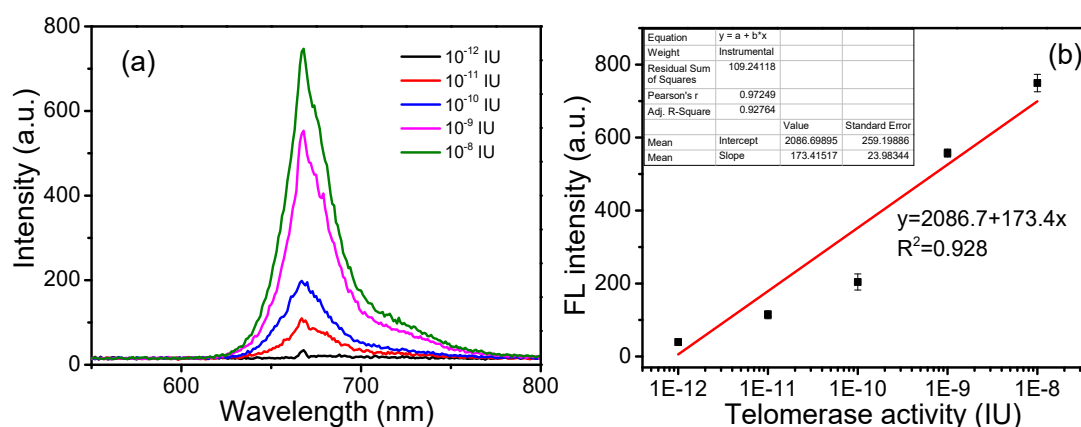 (a)
10⁻¹² IU
10⁻¹¹ IU
10⁻¹⁰ IU
10⁻⁹ IU
10⁻⁸ IU
Intensity (a.u.)
800
600
400
200
0
600 700 800
Wavelength (nm)
(b)
Equation y = a + b*x
Weight Instrumental
Residual Sum
of Squares 109.24118
Pearson's r 0.97249
Adj. R-Square 0.92764
Value Standard Error
Mean Intercept 2086.69895 259.19886
Mean Slope 173.41517 23.98344
y=2086.7+173.4x
R²=0.928
FL intensity (a.u.)
800
600
400
200
0
1E-12 1E-11 1E-10 1E-9 1E-8
Telomerase activity (IU)